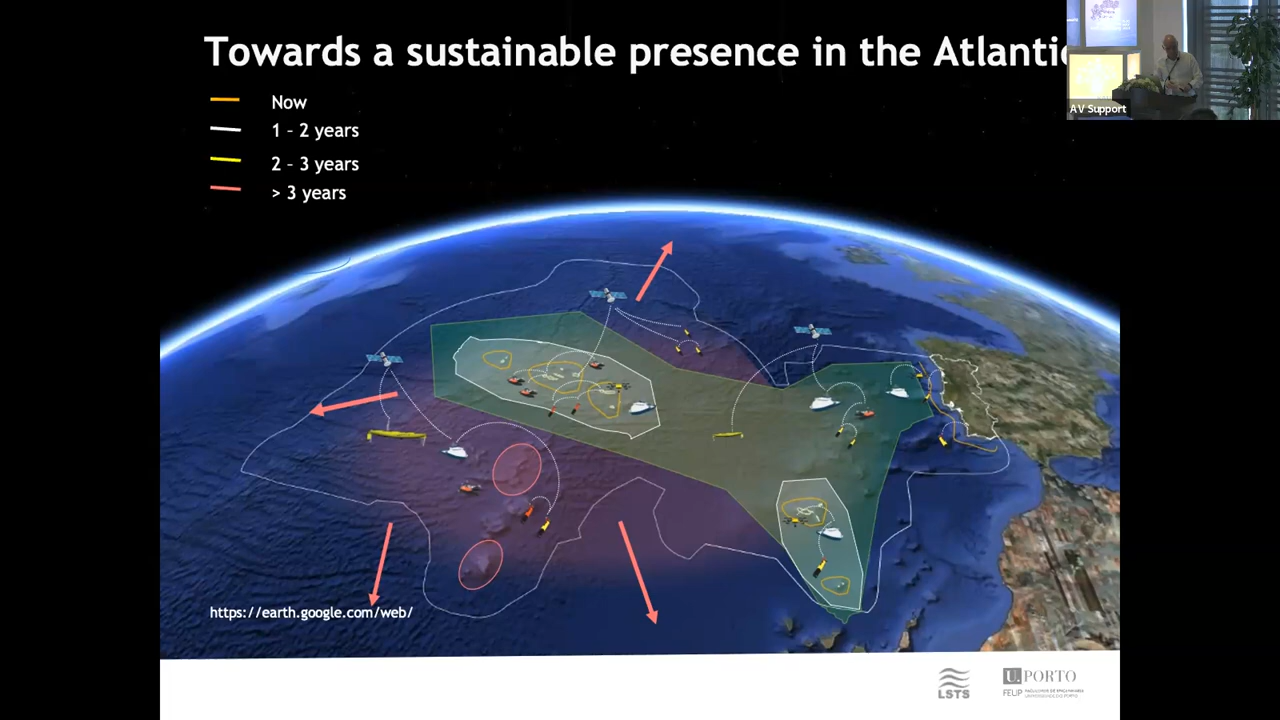 Towards a sustainable presence in the Atlantic
Now
1 – 2 years
2 – 3 years
> 3 years
AV Support
https://earth.google.com/web/
LSTS
U. PORTO
FEUP FACULDADE DE ENGENHARIA
UNIVERSIDADE DO PORTO